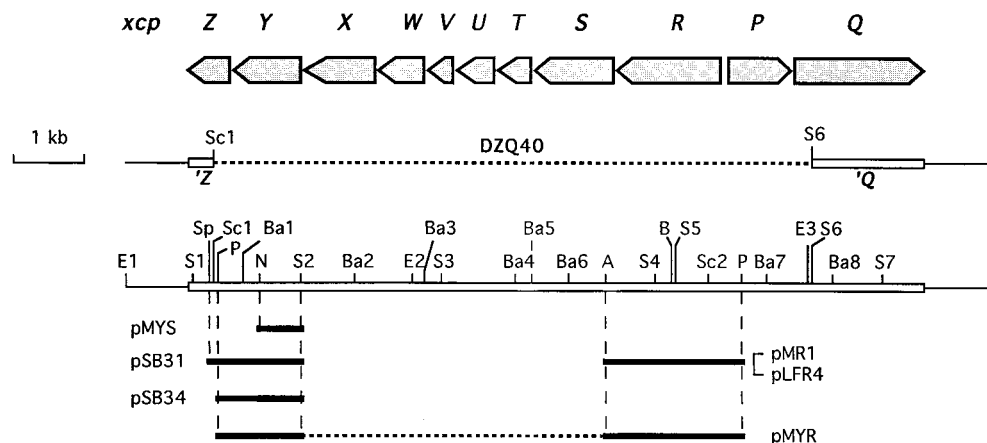 xcp Z Y X W V U T S R P Q
1 kb Sc1 DZQ40 S6
'Z 'Q
Sp Sc1 P Ba1 Ba3 Ba5 B S5 E3 S6
E1 S1 N S2 Ba2 E2 S3 Ba4 Ba6 A S4 Sc2 P Ba7 Ba8 S7
pMYS
pSB31 pMR1
pLFR4
pSB34
pMYR